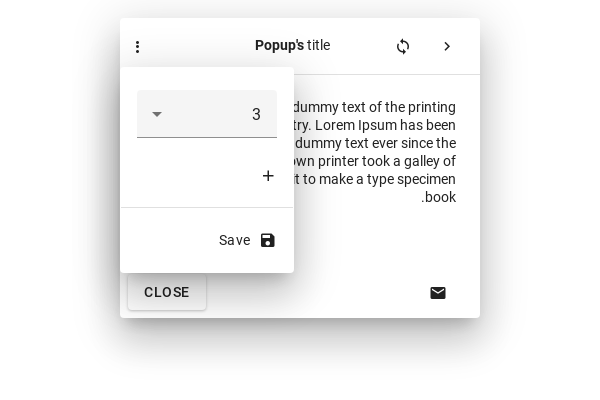 Popup's title
3
Save
dummy text of the printing
try. Lorem Ipsum has been
dummy text ever since the
own printer took a galley of
it to make a type specimen
.book
CLOSE